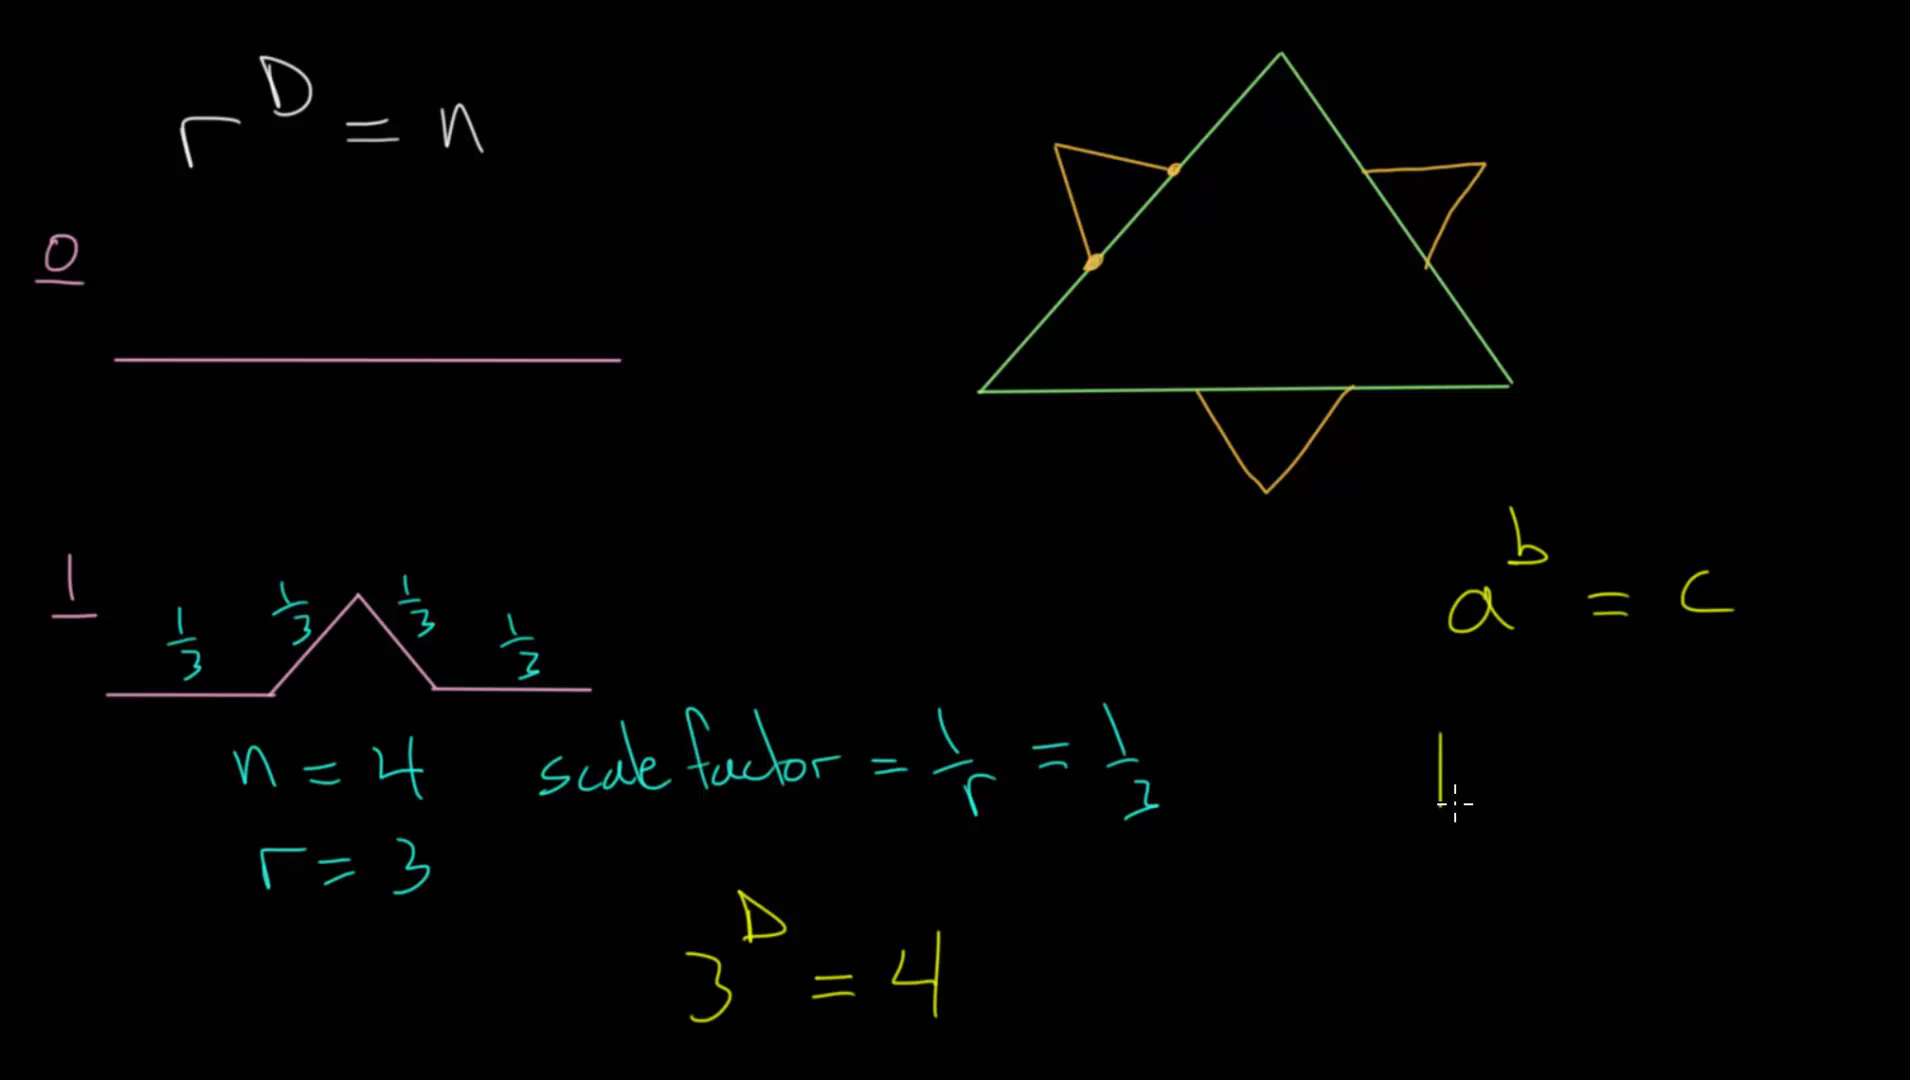 r^D = n
0
1
1/3 1/3 1/3 1/3
n = 4 scale factor = 1/r = 1/3
r = 3
3^D = 4
a^b = c
l